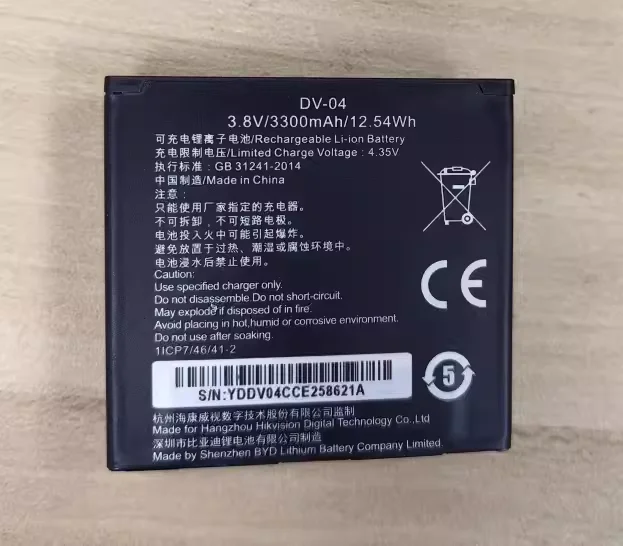 DV-04
3.8V/3300mAh/12.54Wh
可充电锂离子电池/Rechargeable Li-ion Battery
充电限制电压/Limited Charge Voltage : 4.35V
执行标准: GB 31241-2014
中国制造/Made in China
注意:
只能使用厂家指定的充电器。
不可拆卸，不可短路电极。
电池投入火中可能引起爆炸。
避免放置于过热、潮湿或腐蚀环境中。
电池浸水后禁止使用。
Caution:
Use specified charger only.
Do not disassemble.Do not short-circuit.
May explode if disposed of in fire.
Avoid placing in hot,humid or corrosive environment.
Do not use after soaking.
1ICP7/46/41-2
CE
S/N:YDDV04CCE258621A
5
杭州海康威视数字技术股份有限公司监制
Made for Hangzhou Hikvision Digital Technology Co.,Ltd
深圳市比亚迪锂电池有限公司制造
Made by Shenzhen BYD Lithium Battery Company Limited